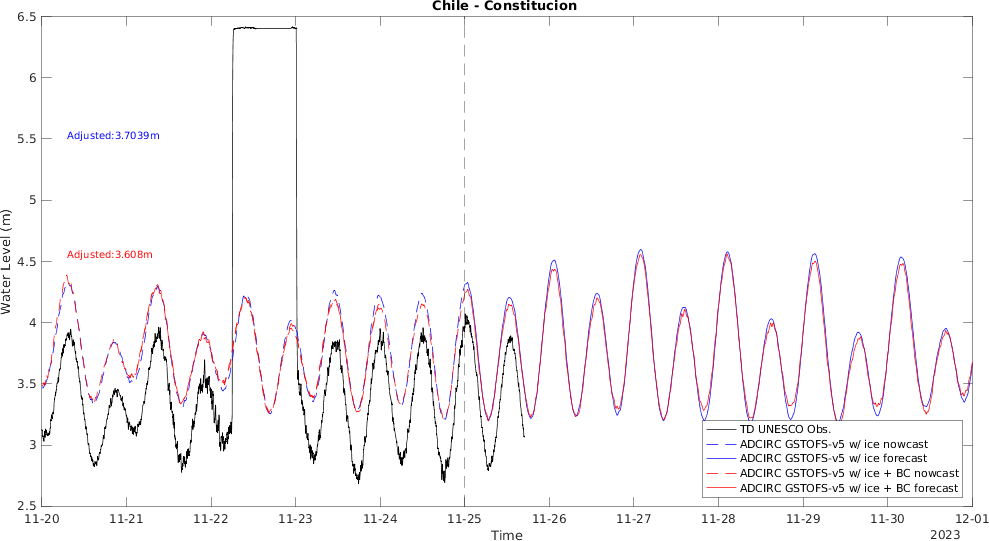 Chile - Constitucion
6.5
6
5.5
5
4.5
4
3.5
3
2.5
Water Level (m)
Adjusted:3.7039m
Adjusted:3.608m
TD UNESCO Obs.
ADCIRC GSTOFS-v5 w/ ice nowcast
ADCIRC GSTOFS-v5 w/ ice forecast
ADCIRC GSTOFS-v5 w/ ice + BC nowcast
ADCIRC GSTOFS-v5 w/ ice + BC forecast
11-20 11-21 11-22 11-23 11-24 11-25 11-26 11-27 11-28 11-29 11-30 12-01
Time
2023